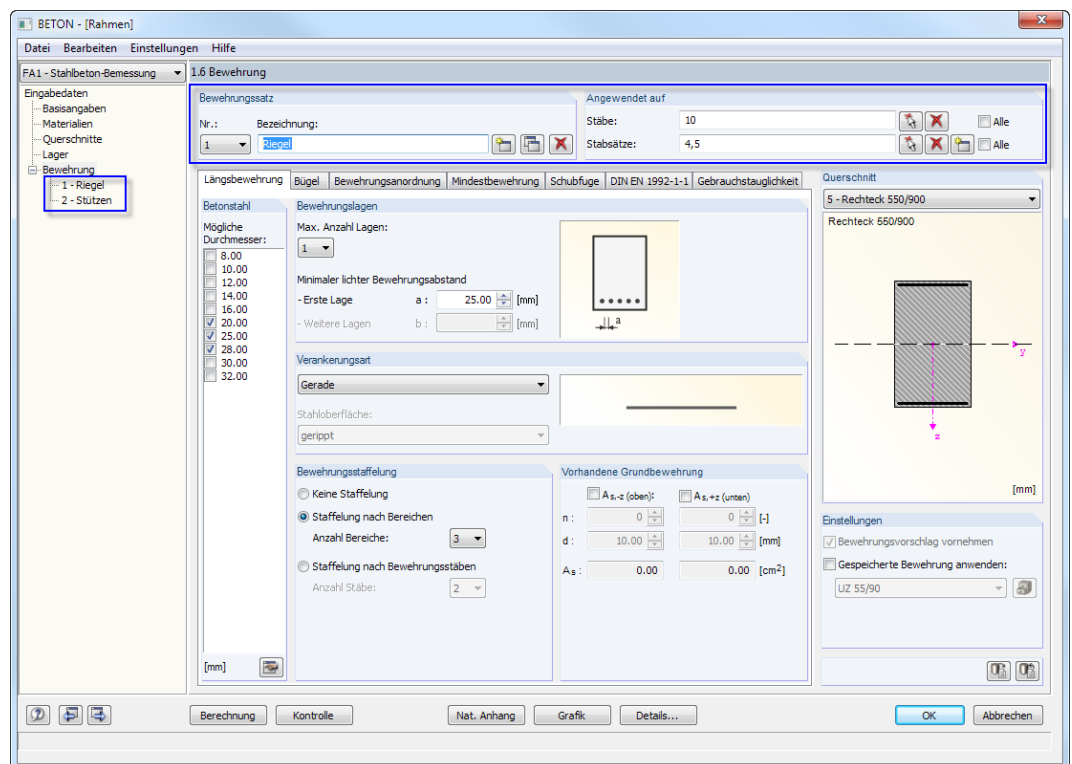 BETON - [Rahmen]
Datei Bearbeiten Einstellungen Hilfe
FA1 - Stahlbeton-Bemessung
1.6 Bewehrung
Eingabedaten
Basisangaben
Materialien
Querschnitte
Lager
Bewehrung
1 - Riegel
2 - Stützen
Bewehrungssatz
Nr.: Bezeichnung:
1 Riegel
Angewendet auf
Stäbe: 10 Alle
Stabsätze: 4,5 Alle
Längsbewehrung Bügel Bewehrungsanordnung Mindestbewehrung Schubfuge DIN EN 1992-1-1 Gebrauchstauglichkeit
Betonstahl
Mögliche
Durchmesser:
8.00
10.00
12.00
14.00
16.00
20.00
25.00
28.00
30.00
32.00
[mm]
Bewehrungslagen
Max. Anzahl Lagen:
1
Minimaler lichter Bewehrungsabstand
- Erste Lage a : 25.00 [mm]
- Weitere Lagen b : [mm]
a
Verankerungsart
Gerade
Stahloberfläche:
gerippt
Bewehrungsstaffelung
Keine Staffelung
Staffelung nach Bereichen
Anzahl Bereiche: 3
Staffelung nach Bewehrungsstäben
Anzahl Stäbe: 2
Vorhandene Grundbewehrung
As,-z (oben): As,+z (unten)
n : 0 0 [-]
d : 10.00 10.00 [mm]
As : 0.00 0.00 [cm2]
Querschnitt
5 - Rechteck 550/900
Rechteck 550/900
y
z
[mm]
Einstellungen
Bewehrungsvorschlag vornehmen
Gespeicherte Bewehrung anwenden:
UZ 55/90
Berechnung Kontrolle Nat. Anhang Grafik Details... OK Abbrechen